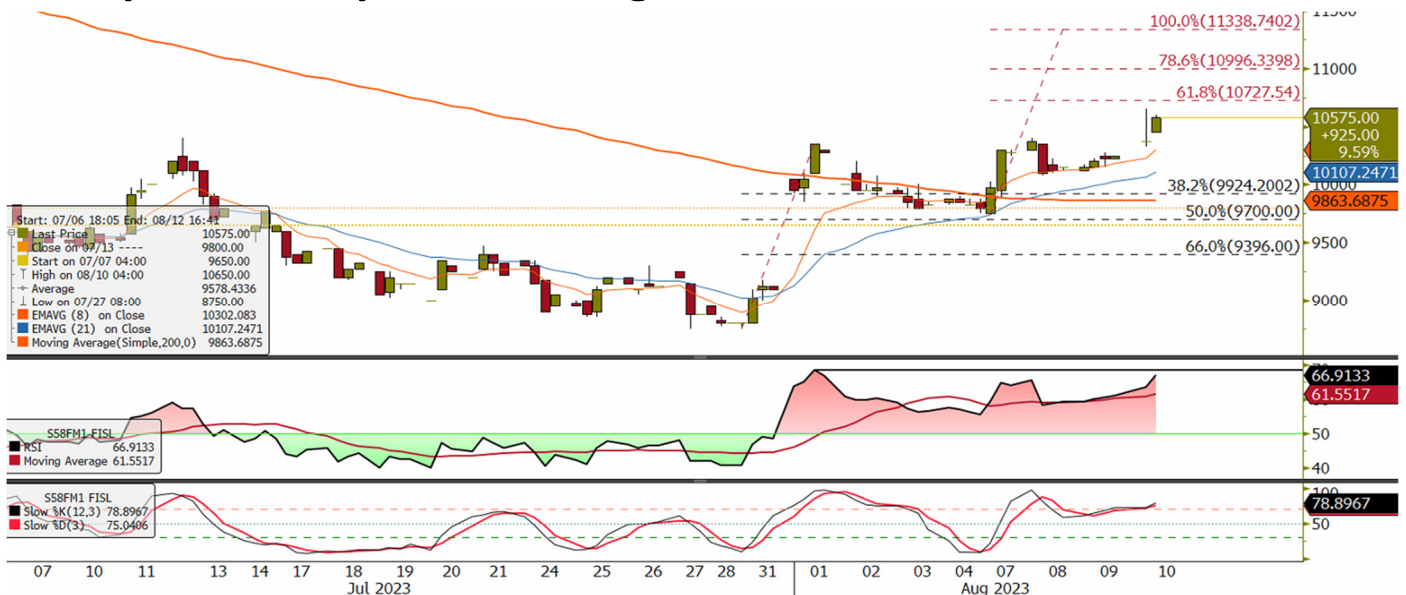 11500
100.0%(11338.7402)
78.6%(10996.3398)
11000
61.8%(10727.54)
10575.00
+925.00
9.59%
10107.2471
10000
38.2%(9924.2002)
9863.6875
50.0%(9700.00)
9500
66.0%(9396.00)
9000
Start: 07/06 18:05 End: 08/12 16:41
Last Price 10575.00
Close on 07/13 ---- 9800.00
Start on 07/07 04:00 9650.00
High on 08/10 04:00 10650.00
Average 9578.4336
Low on 07/27 08:00 8750.00
EMAVG (8) on Close 10302.083
EMAVG (21) on Close 10107.2471
Moving Average(Simple,200,0) 9863.6875
66.9133
61.5517
50
40
S58FM1 FISL
RSI 66.9133
Moving Average 61.5517
100
78.8967
50
0
S58FM1 FISL
Slow %K(12,3) 78.8967
Slow %D(3) 75.0406
07 10 11 13 14 17 18 19 20 21 24 25 26 27 28 31 01 02 03 04 07 08 09 10
Jul 2023 Aug 2023